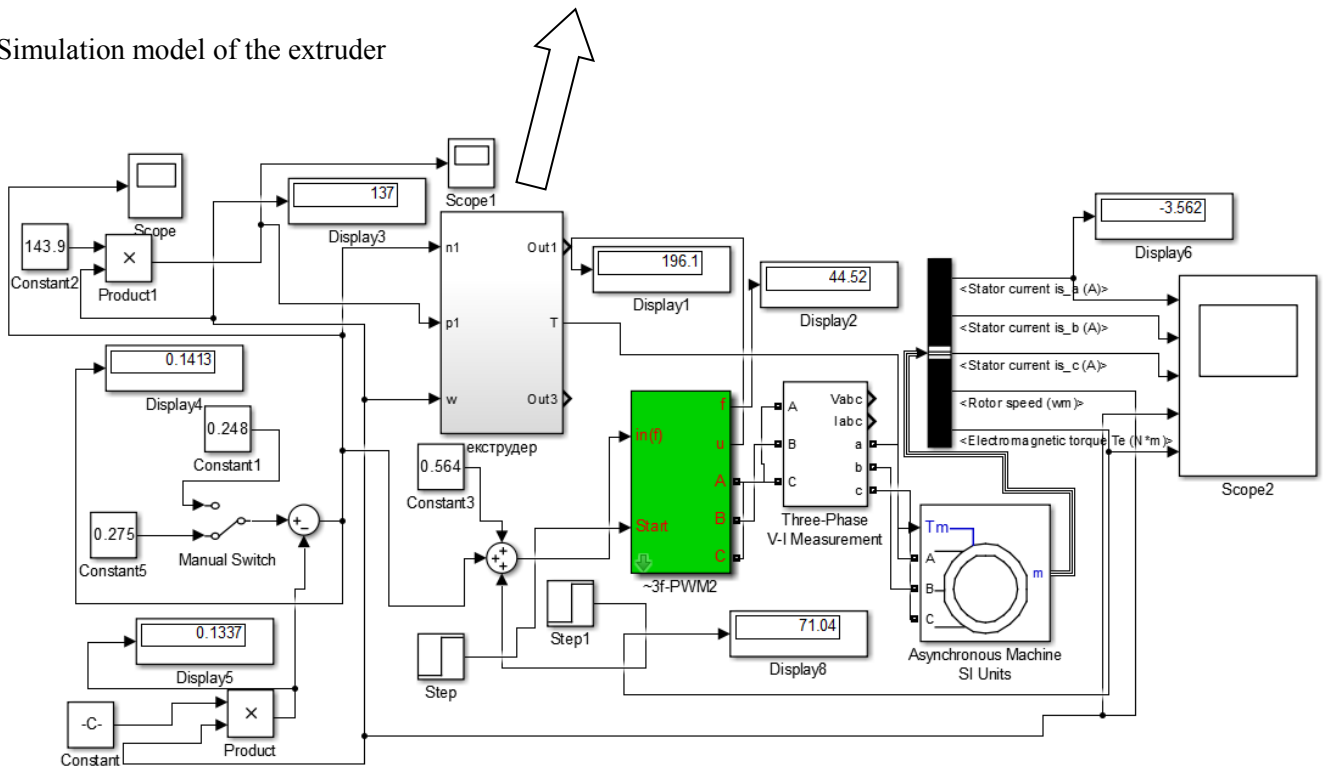 Simulation model of the extruder
Scope
Scope1
137
Display3
143.9
Constant2
×
Product1
n1
p1
w
Out1
T
Out3
екструдер
196.1
Display1
44.52
Display2
-3.562
Display6
<Stator current is_a (A)>
<Stator current is_b (A)>
<Stator current is_c (A)>
<Rotor speed (wm)>
<Electromagnetic torque Te (N*m)>
Scope2
0.1413
Display4
0.248
Constant1
0.275
Constant5
Manual Switch
+
−
0.564
Constant3
+
+
+
in(f)
Start
f
u
A
B
C
~3f-PWM2
A
B
C
Vabc
Iabc
a
b
c
Three-Phase
V-I Measurement
Tm
A
B
C
m
Asynchronous Machine
SI Units
0.1337
Display5
Step
Step1
71.04
Display8
-C-
Constant
×
Product